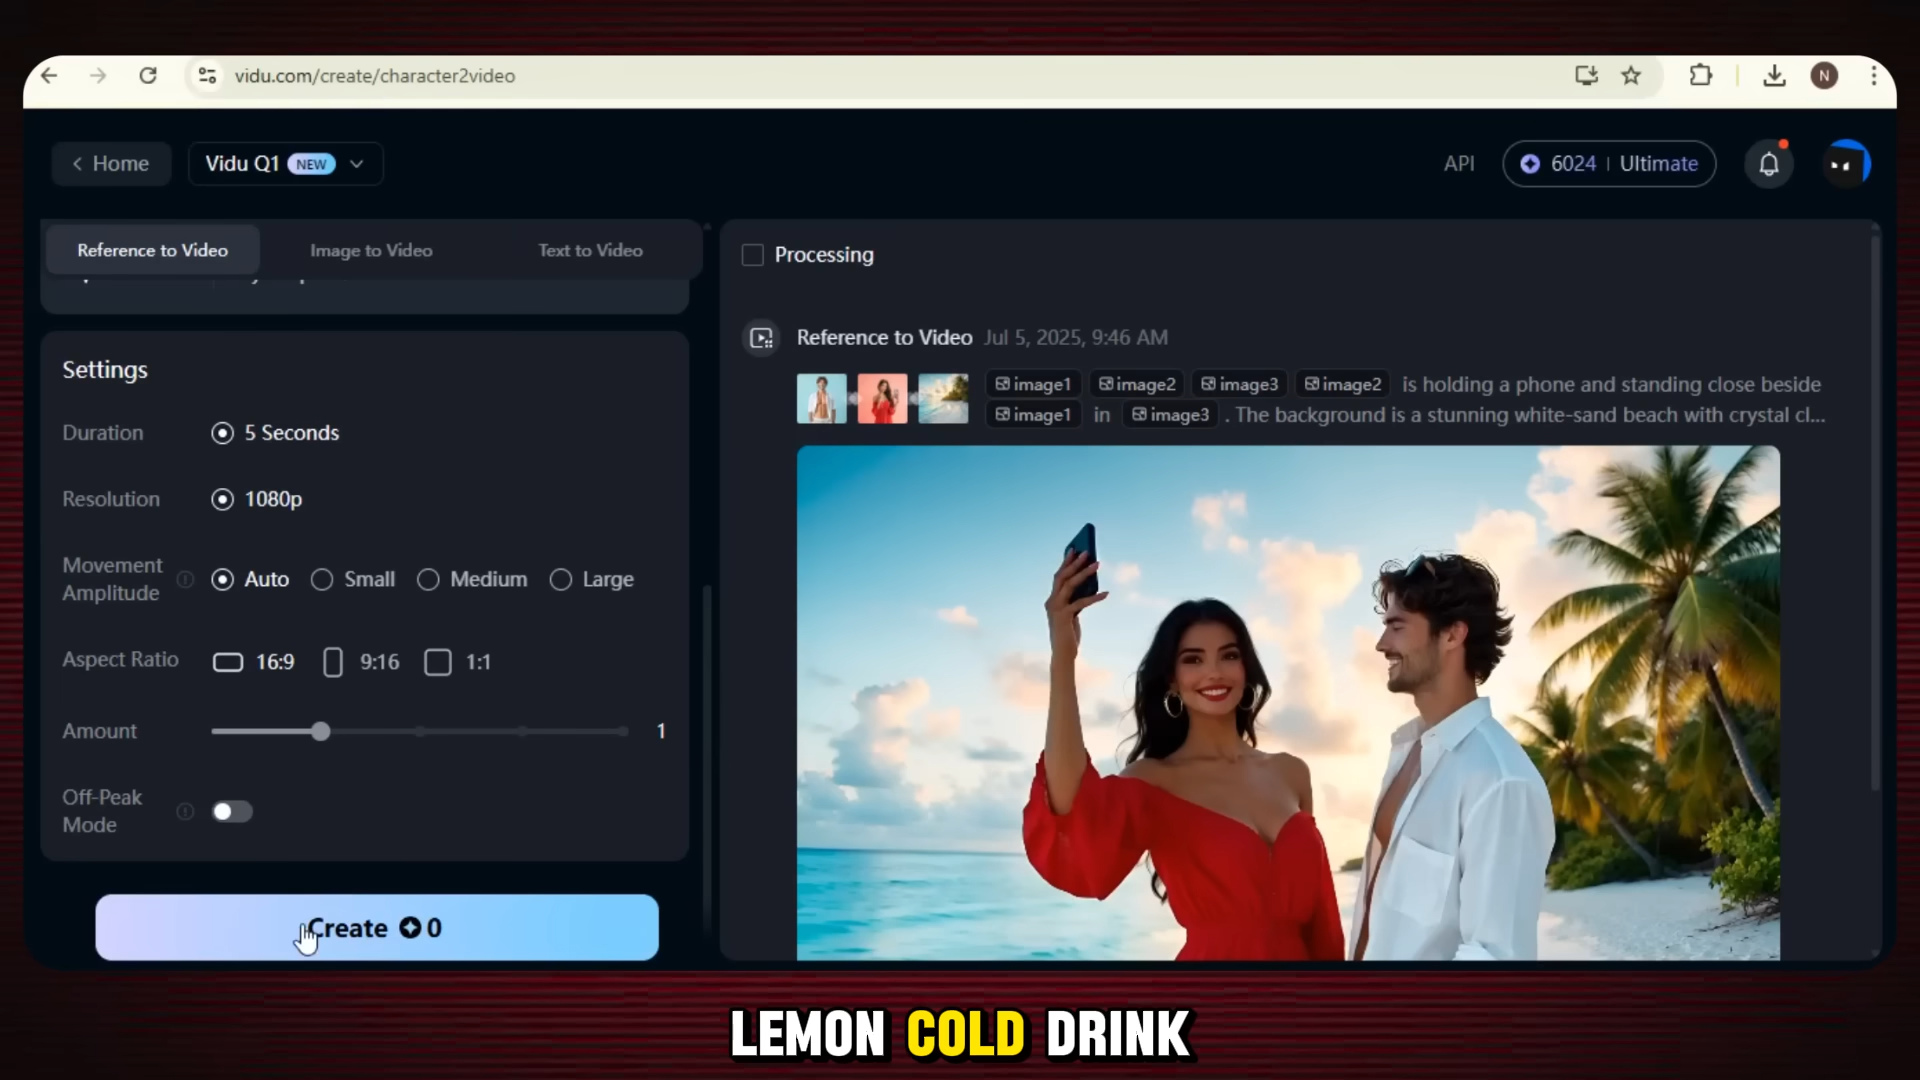 vidu.com/create/character2video
N
Home
Vidu Q1 NEW
API
6024 | Ultimate
Reference to Video
Image to Video
Text to Video
Settings
Duration
5 Seconds
Resolution
1080p
Movement
Amplitude
Auto
Small
Medium
Large
Aspect Ratio
16:9
9:16
1:1
Amount
1
Off-Peak
Mode
Create 0
Processing
Reference to Video Jul 5, 2025, 9:46 AM
image1 image2 image3 image2 is holding a phone and standing close beside
image1 in image3 . The background is a stunning white-sand beach with crystal cl...
LEMON COLD DRINK